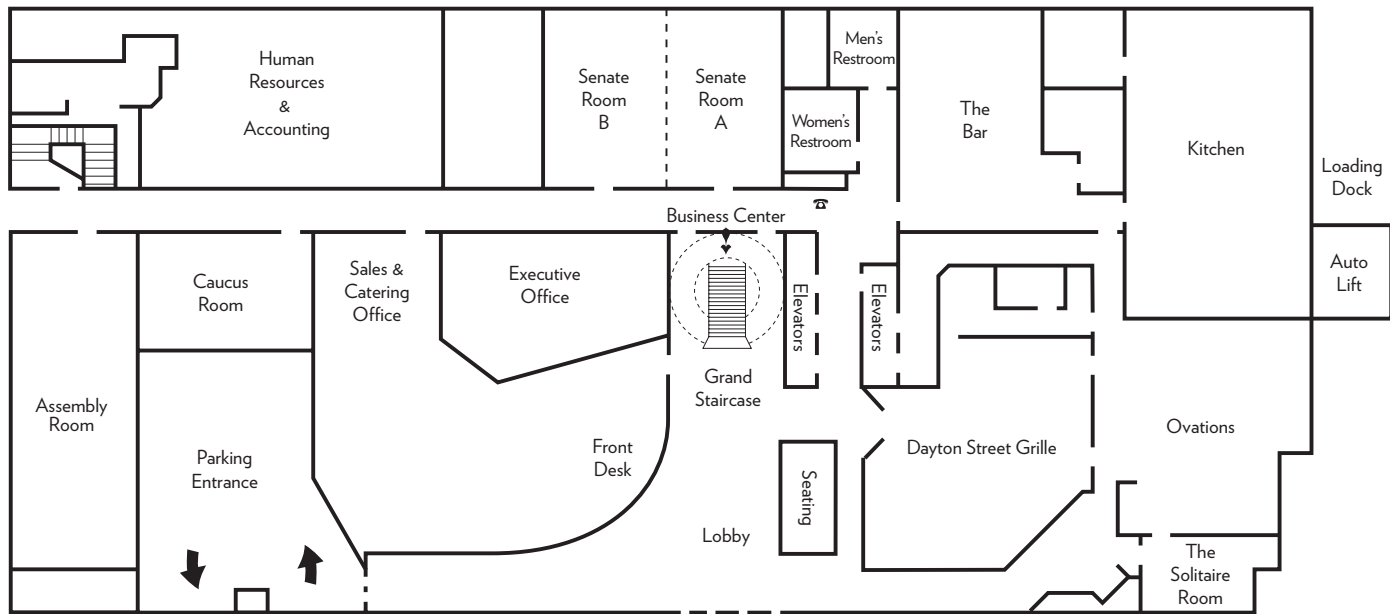 Human
Resources
&
Accounting
Senate
Room
B
Senate
Room
A
Men's
Restroom
Women's
Restroom
The
Bar
Kitchen
Loading
Dock
Business Center
Caucus
Room
Sales &
Catering
Office
Executive
Office
Elevators
Elevators
Auto
Lift
Grand
Staircase
Assembly
Room
Parking
Entrance
Front
Desk
Dayton Street Grille
Ovations
Seating
Lobby
The
Solitaire
Room